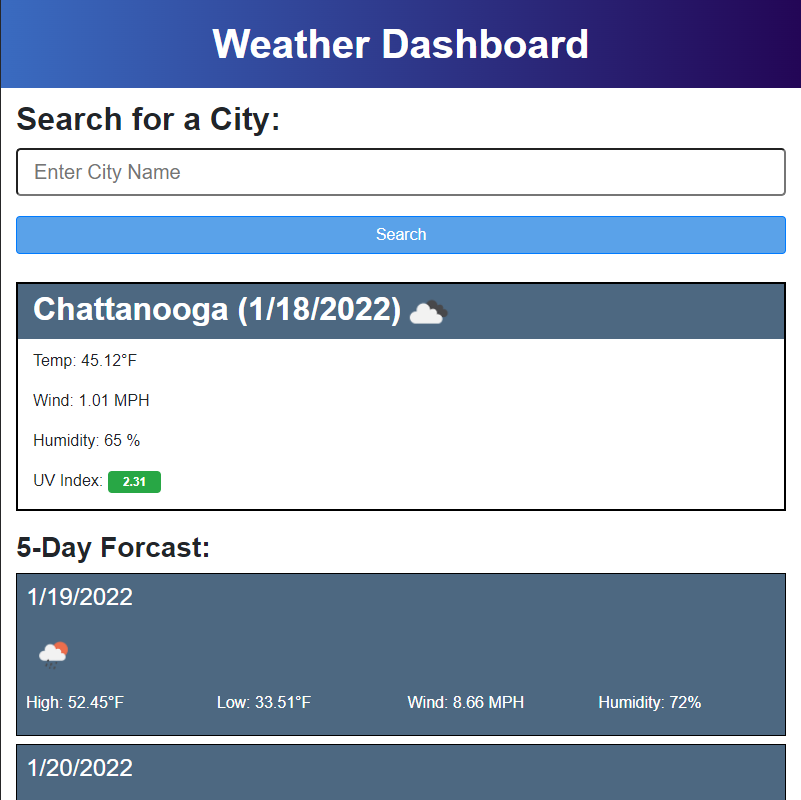 Weather Dashboard
Search for a City:
Enter City Name
Search
Chattanooga (1/18/2022)
Temp: 45.12°F
Wind: 1.01 MPH
Humidity: 65 %
UV Index: 2.31
5-Day Forcast:
1/19/2022
High: 52.45°F Low: 33.51°F Wind: 8.66 MPH Humidity: 72%
1/20/2022